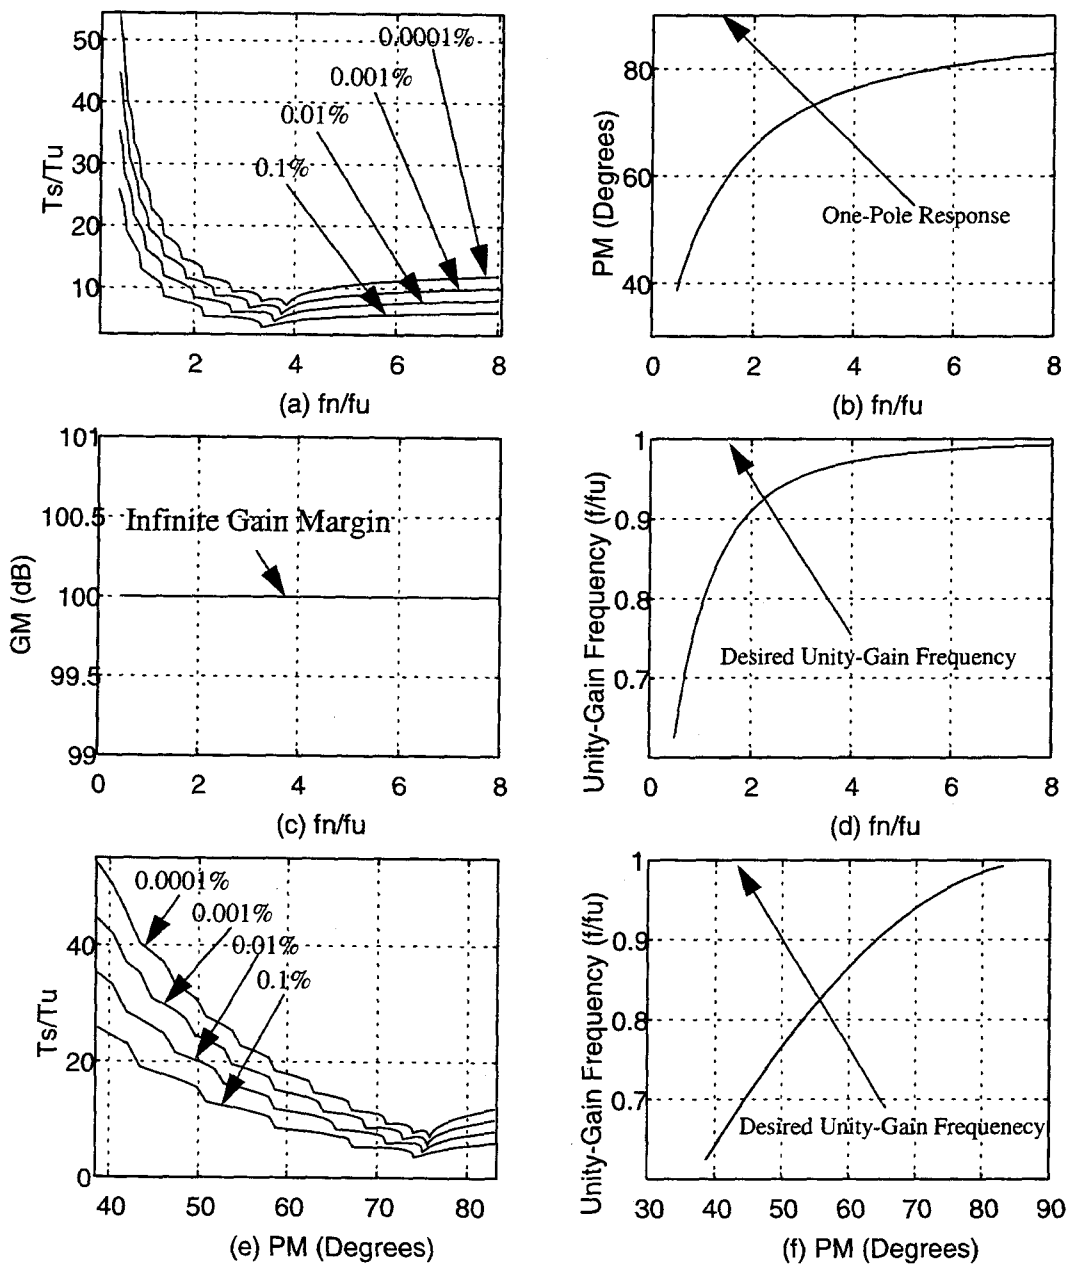 50
40
30
20
10
Ts/Tu
0.0001%
0.001%
0.01%
0.1%
2 4 6 8
(a) fn/fu
80
60
40
PM (Degrees)
One-Pole Response
0 2 4 6 8
(b) fn/fu
101
100.5
100
99.5
99
GM (dB)
Infinite Gain Margin
0 2 4 6 8
(c) fn/fu
1
0.9
0.8
0.7
Unity-Gain Frequency (f/fu)
Desired Unity-Gain Frequency
0 2 4 6 8
(d) fn/fu
40
20
0
Ts/Tu
0.0001%
0.001%
0.01%
0.1%
40 50 60 70 80
(e) PM (Degrees)
1
0.9
0.8
0.7
Unity-Gain Frequency (f/fu)
Desired Unity-Gain Frequenecy
30 40 50 60 70 80 90
(f) PM (Degrees)